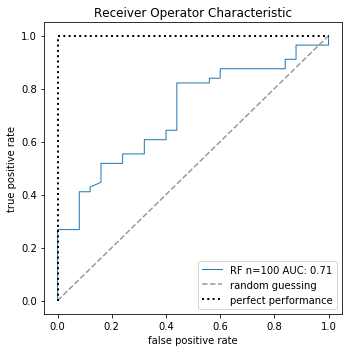 Receiver Operator Characteristic
true positive rate
1.0
0.8
0.6
0.4
0.2
0.0
0.0 0.2 0.4 0.6 0.8 1.0
false positive rate
RF n=100 AUC: 0.71
random guessing
perfect performance